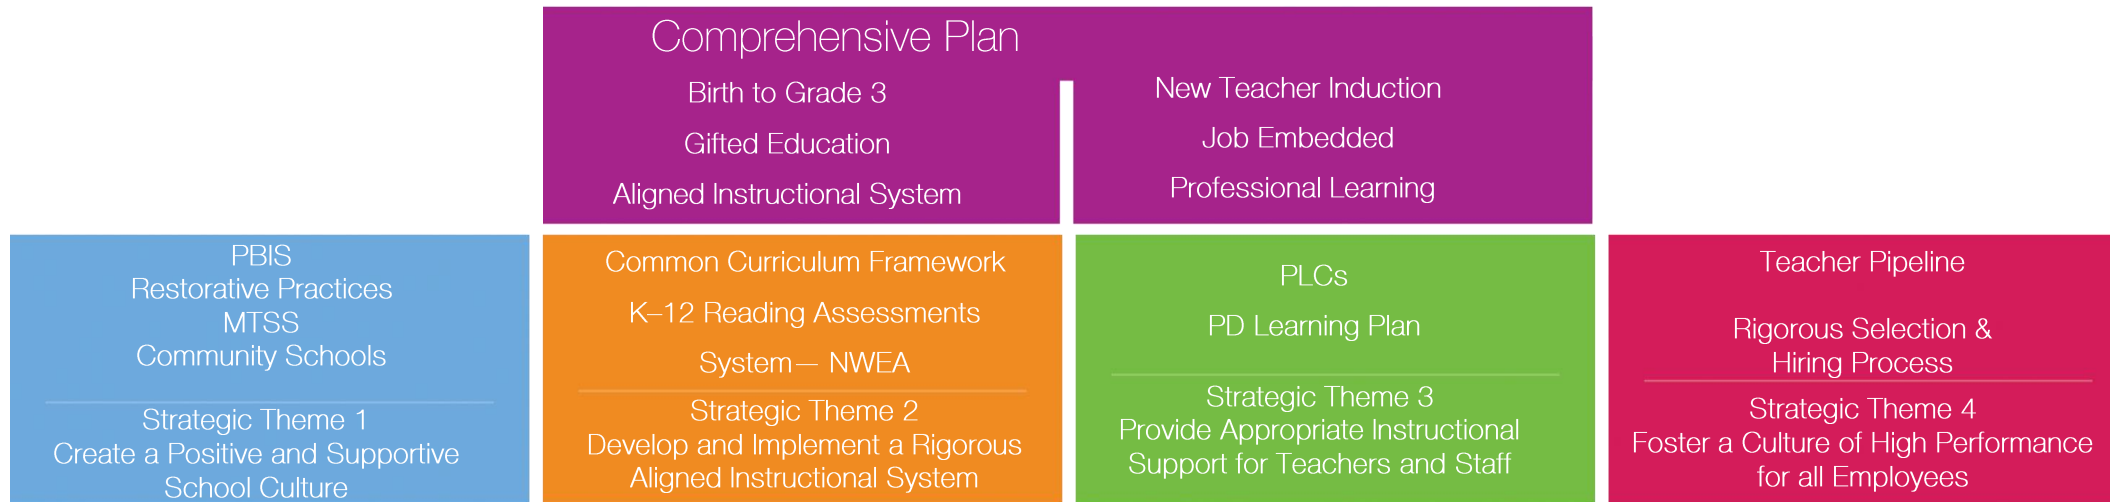 Comprehensive Plan
Birth to Grade 3
Gifted Education
Aligned Instructional System
New Teacher Induction
Job Embedded
Professional Learning
PBIS
Restorative Practices
MTSS
Community Schools
Strategic Theme 1
Create a Positive and Supportive
School Culture
Common Curriculum Framework
K–12 Reading Assessments
System— NWEA
Strategic Theme 2
Develop and Implement a Rigorous
Aligned Instructional System
PLCs
PD Learning Plan
Strategic Theme 3
Provide Appropriate Instructional
Support for Teachers and Staff
Teacher Pipeline
Rigorous Selection &
Hiring Process
Strategic Theme 4
Foster a Culture of High Performance
for all Employees